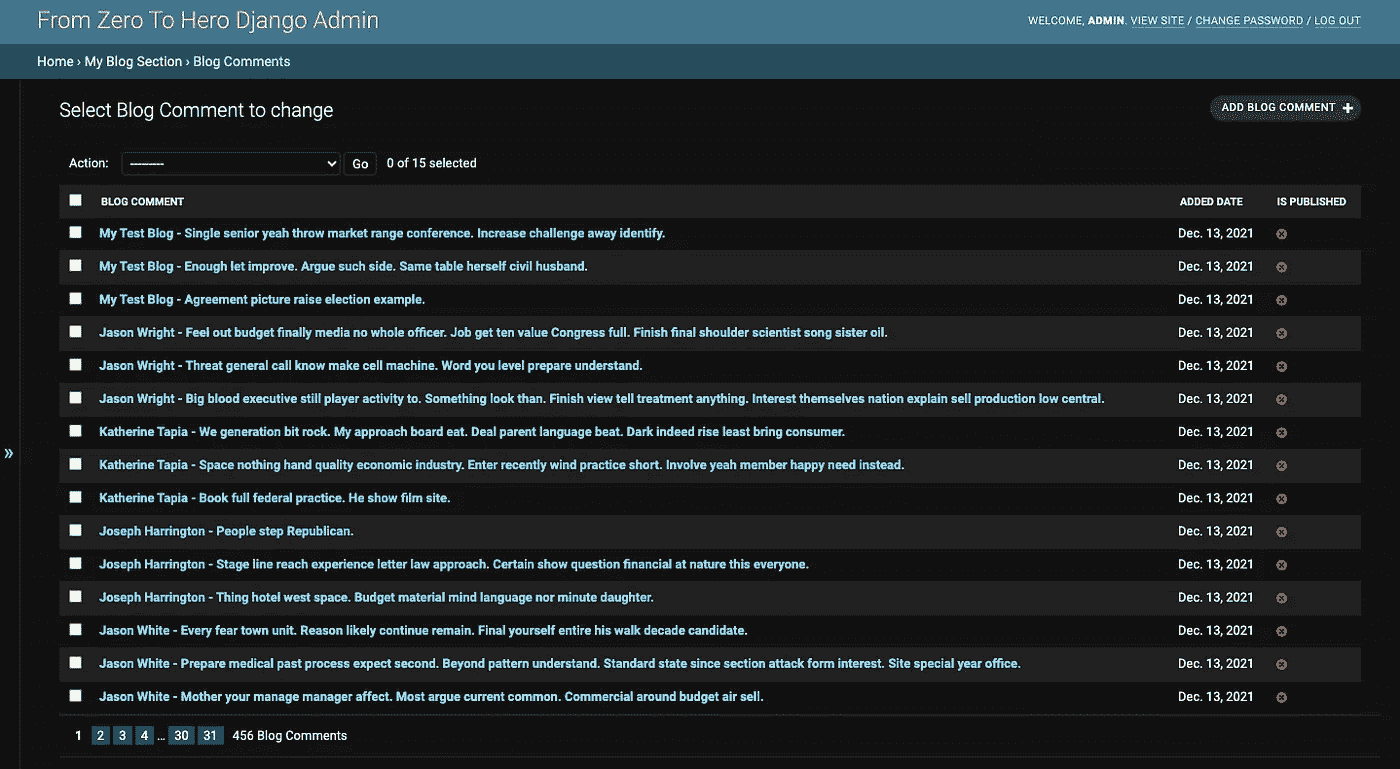 From Zero To Hero Django Admin
WELCOME, ADMIN. VIEW SITE / CHANGE PASSWORD / LOG OUT
Home › My Blog Section › Blog Comments
Select Blog Comment to change
ADD BLOG COMMENT +
Action: --------- Go 0 of 15 selected
BLOG COMMENT ADDED DATE IS PUBLISHED
My Test Blog - Single senior yeah throw market range conference. Increase challenge away identify. Dec. 13, 2021
My Test Blog - Enough let improve. Argue such side. Same table herself civil husband. Dec. 13, 2021
My Test Blog - Agreement picture raise election example. Dec. 13, 2021
Jason Wright - Feel out budget finally media no whole officer. Job get ten value Congress full. Finish final shoulder scientist song sister oil. Dec. 13, 2021
Jason Wright - Threat general call know make cell machine. Word you level prepare understand. Dec. 13, 2021
Jason Wright - Big blood executive still player activity to. Something look than. Finish view tell treatment anything. Interest themselves nation explain sell production low central. Dec. 13, 2021
Katherine Tapia - We generation bit rock. My approach board eat. Deal parent language beat. Dark indeed rise least bring consumer. Dec. 13, 2021
Katherine Tapia - Space nothing hand quality economic industry. Enter recently wind practice short. Involve yeah member happy need instead. Dec. 13, 2021
Katherine Tapia - Book full federal practice. He show film site. Dec. 13, 2021
Joseph Harrington - People step Republican. Dec. 13, 2021
Joseph Harrington - Stage line reach experience letter law approach. Certain show question financial at nature this everyone. Dec. 13, 2021
Joseph Harrington - Thing hotel west space. Budget material mind language nor minute daughter. Dec. 13, 2021
Jason White - Every fear town unit. Reason likely continue remain. Final yourself entire his walk decade candidate. Dec. 13, 2021
Jason White - Prepare medical past process expect second. Beyond pattern understand. Standard state since section attack form interest. Site special year office. Dec. 13, 2021
Jason White - Mother your manage manager affect. Most argue current common. Commercial around budget air sell. Dec. 13, 2021
»
1 2 3 4 … 30 31 456 Blog Comments